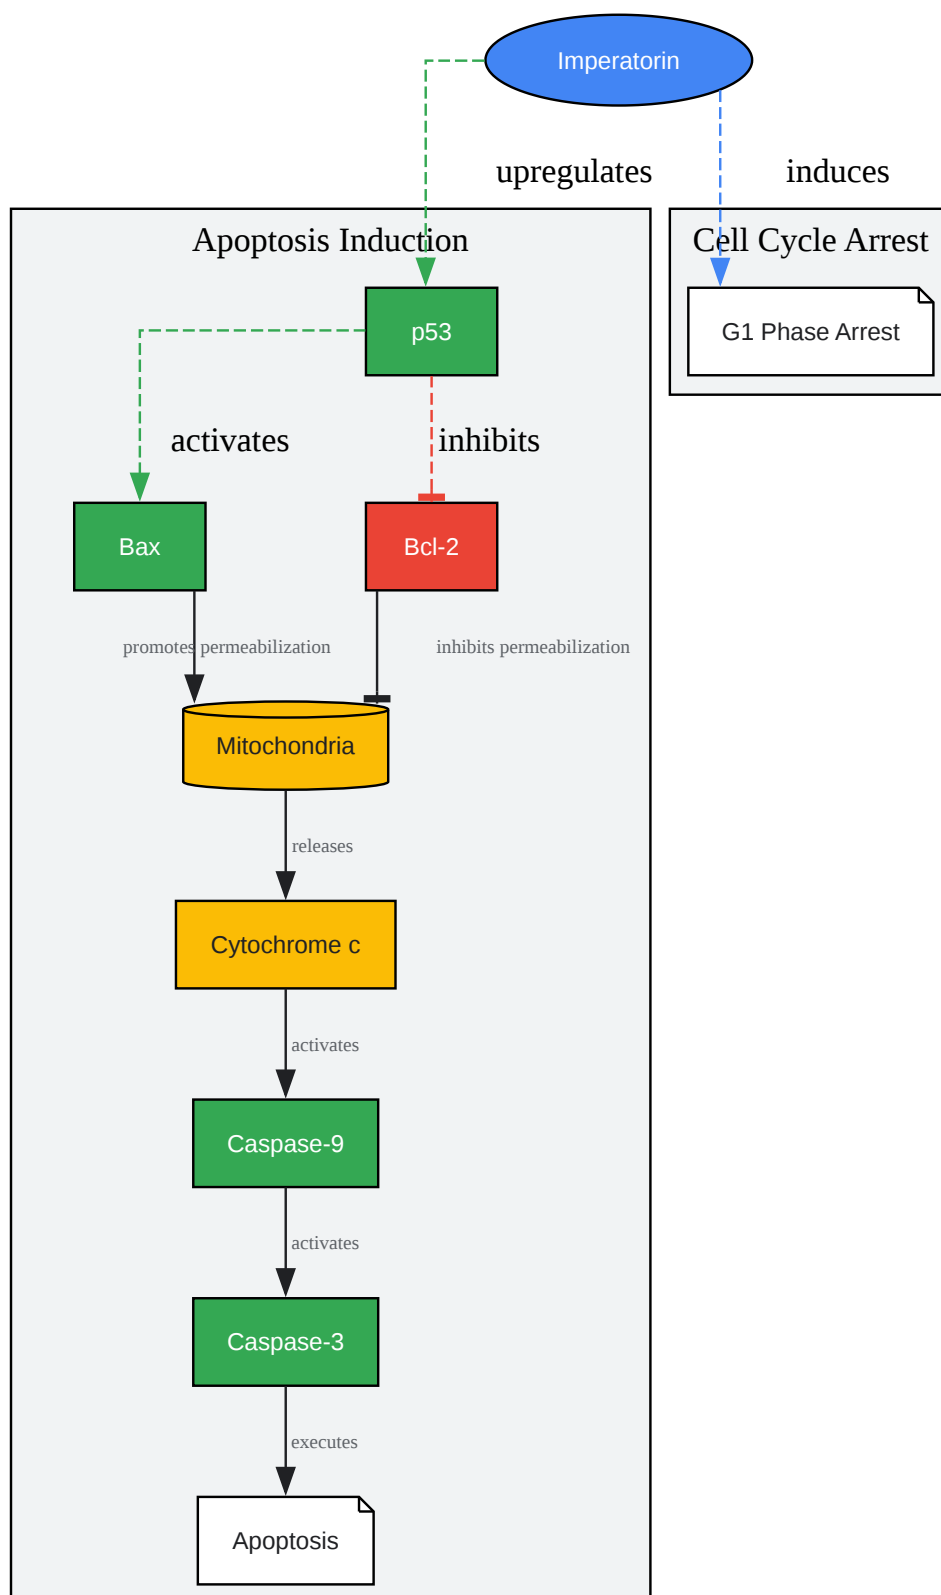 Imperatorin
upregulates
induces
Apoptosis Induction
Cell Cycle Arrest
p53
G1 Phase Arrest
activates
inhibits
Bax
Bcl-2
promotes permeabilization
inhibits permeabilization
Mitochondria
releases
Cytochrome c
activates
Caspase-9
activates
Caspase-3
executes
Apoptosis